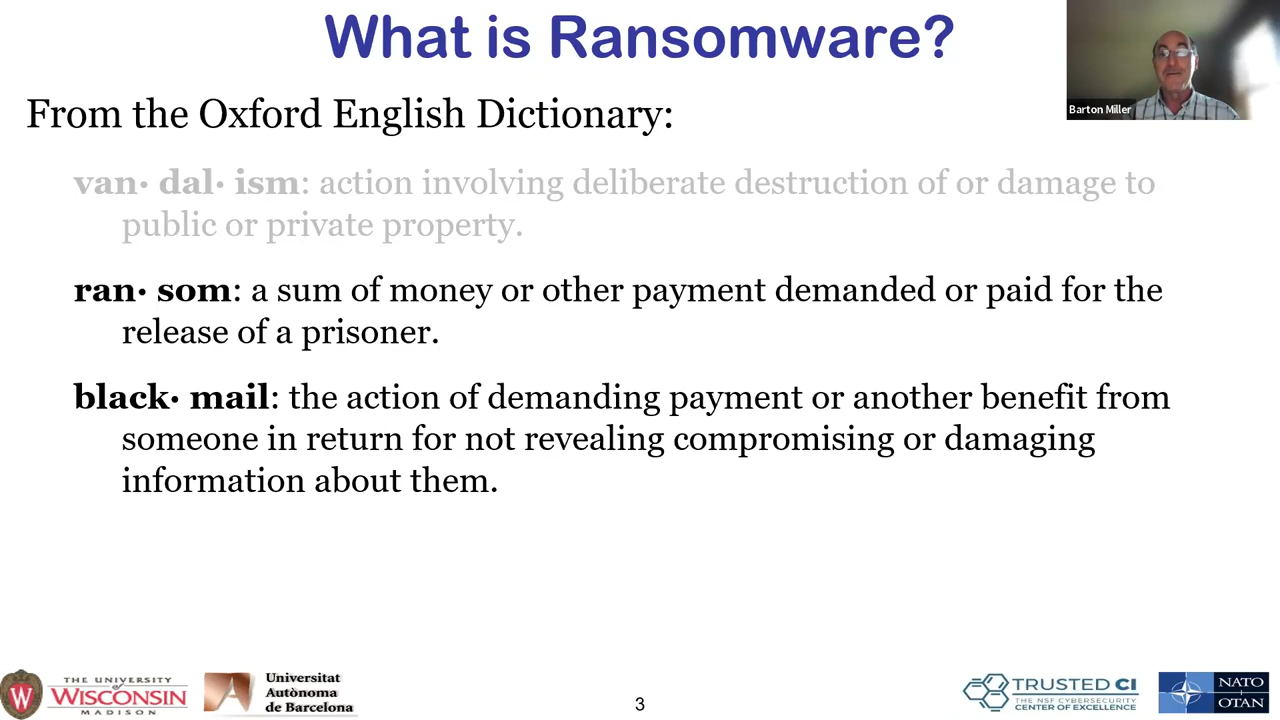 What is Ransomware?
Barton Miller
From the Oxford English Dictionary:
van· dal· ism: action involving deliberate destruction of or damage to
public or private property.
ran· som: a sum of money or other payment demanded or paid for the
release of a prisoner.
black· mail: the action of demanding payment or another benefit from
someone in return for not revealing compromising or damaging
information about them.
W
THE UNIVERSITY
of
WISCONSIN
MADISON
Universitat
Autònoma
de Barcelona
3
TRUSTED CI
THE NSF CYBERSECURITY
CENTER OF EXCELLENCE
NATO
OTAN